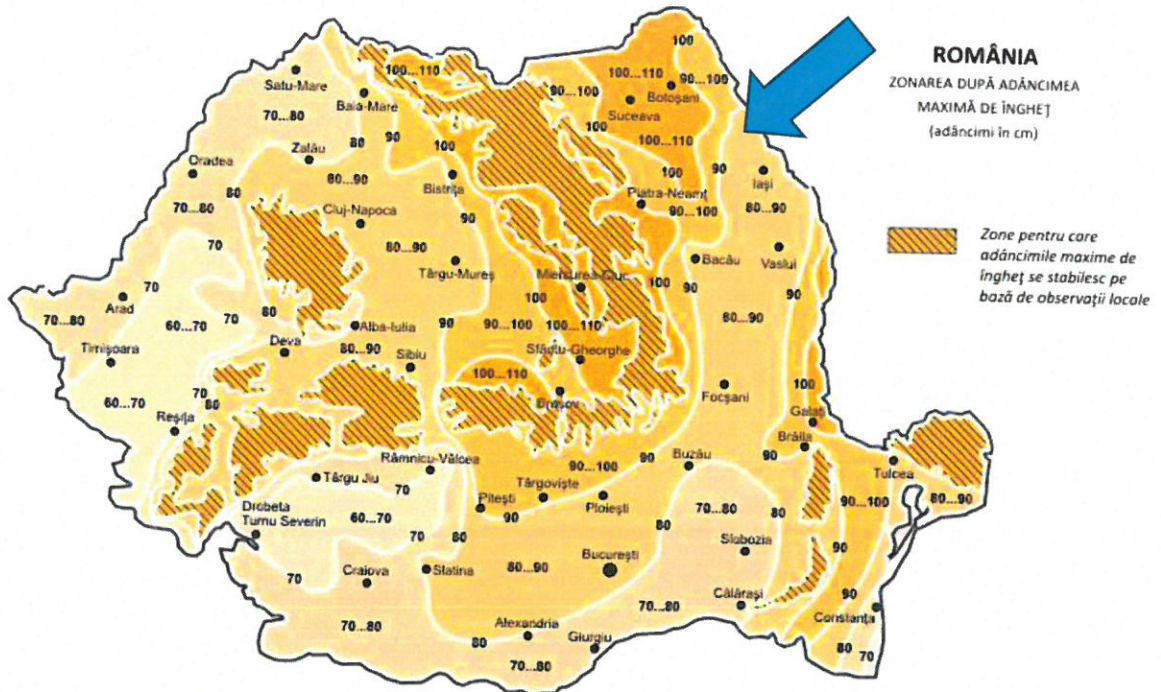 ROMÂNIA
ZONAREA DUPĂ ADÂNCIMEA
MAXIMĂ DE ÎNGHEȚ
(adâncimi în cm)
Zone pentru care
adâncimile maxime de
îngheț se stabilesc pe
bază de observații locale
100
100...110
100...110
90...100
90...100
Satu-Mare
Baia-Mare
Botoșani
Suceava
70...80
80
90
100
100
100...110
Zalău
Oradea
80...90
Bistrița
100
90
Iași
80
Piatra-Neamț
70...80
Cluj-Napoca
90
80...100
80...90
70
80...90
Târgu-Mureș
Miercurea-Ciuc
Bacău
Vaslui
70
100
100
90
90
Arad
70...80
60...70
70
80
Alba-Iulia
90
90...100
100...110
80...90
Timișoara
Deva
80...90
Sibiu
Sfântu-Gheorghe
100...110
60...70
70
80
Brașov
Focșani
100
Reșița
Galați
Brăila
Râmnicu-Vâlcea
90...100
90
Buzău
90
Tulcea
Târgu Jiu
70
Târgoviște
Pitești
90
Ploiești
70...80
80
90...100
80...90
Drobeta
Turnu Severin
60...70
70
80
80
Slobozia
90
București
70
Craiova
Slatina
80...90
Călărași
90
70...80
Alexandria
70...80
Constanța
80
Giurgiu
80
70
70...80